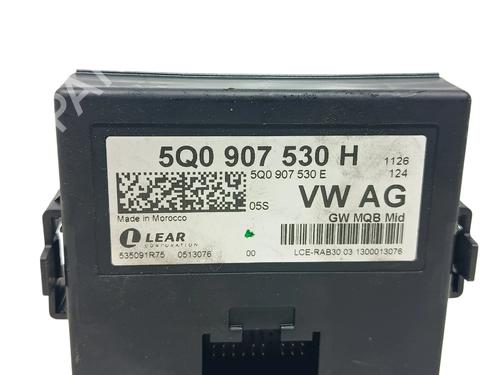 5Q0 907 530 H
1126
5Q0 907 530 E
124
05S
VW AG
Made in Morocco
GW MQB Mid
LEAR
CORPORATION
535091R75 0513076 00 LCE-RAB30 03 1300013076